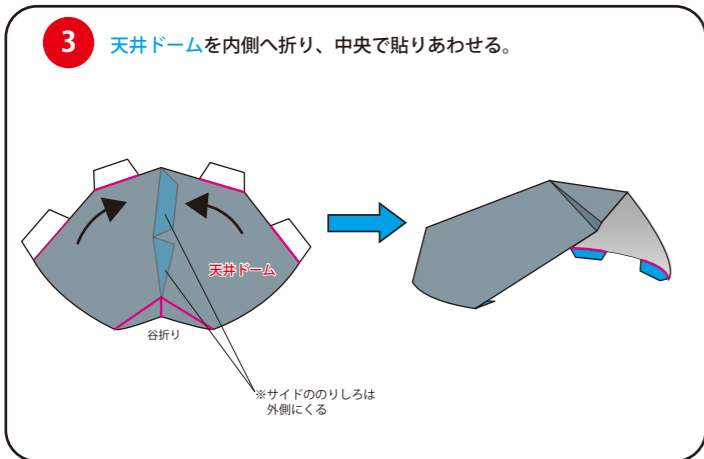 3
天井ドームを内側へ折り、中央で貼りあわせる。
天井ドーム
谷折り
※サイドののりしろは
外側にくる